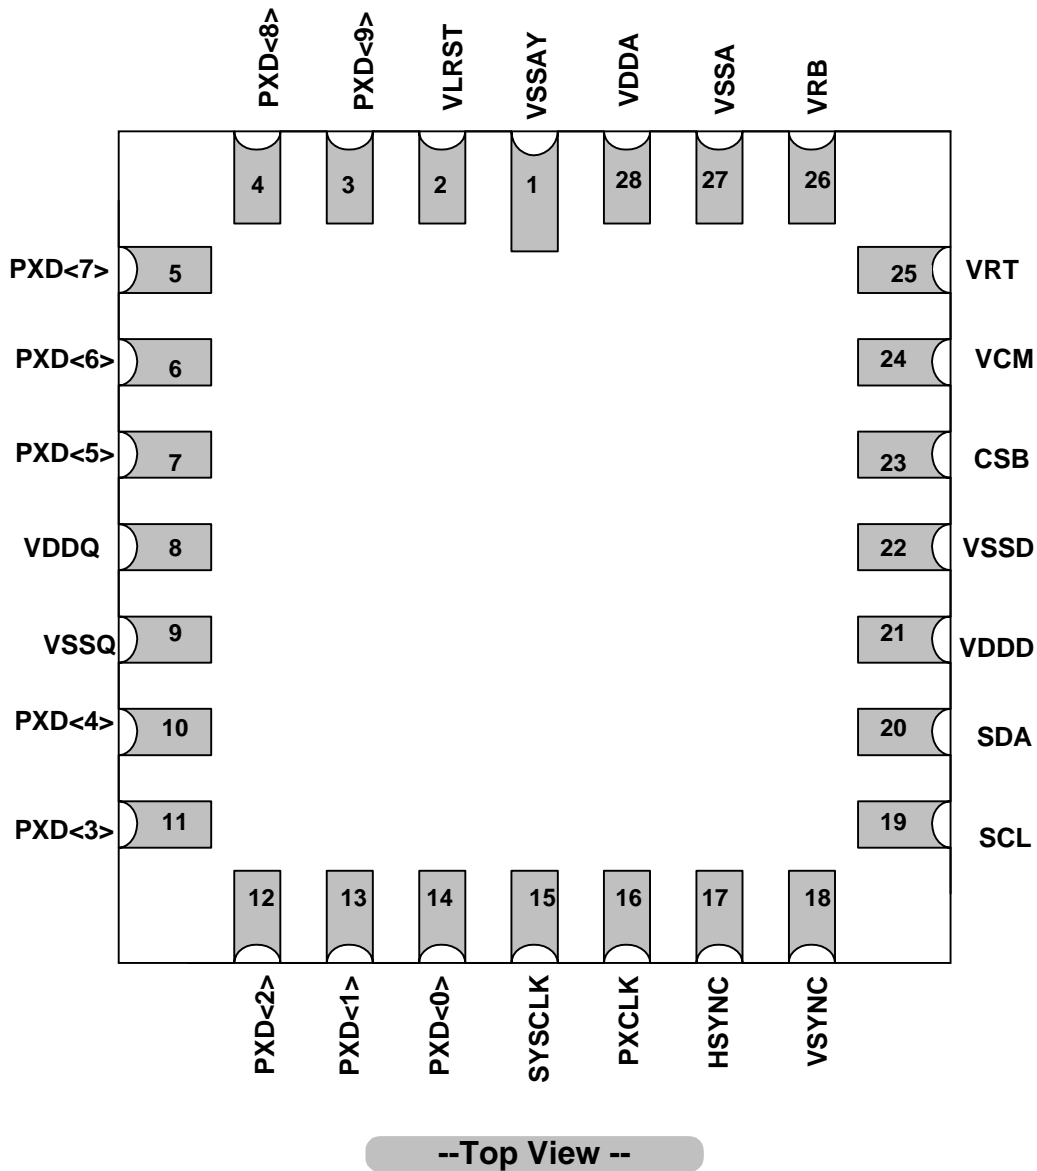 PXD<8>
PXD<9>
VLRST
VSSAY
VDDA
VSSA
VRB
4
3
2
1
28
27
26
PXD<7>
5
25
VRT
PXD<6>
6
24
VCM
PXD<5>
7
23
CSB
VDDQ
8
22
VSSD
VSSQ
9
21
VDDD
PXD<4>
10
20
SDA
PXD<3>
11
19
SCL
12
13
14
15
16
17
18
PXD<2>
PXD<1>
PXD<0>
SYSCLK
PXCLK
HSYNC
VSYNC
--Top View --